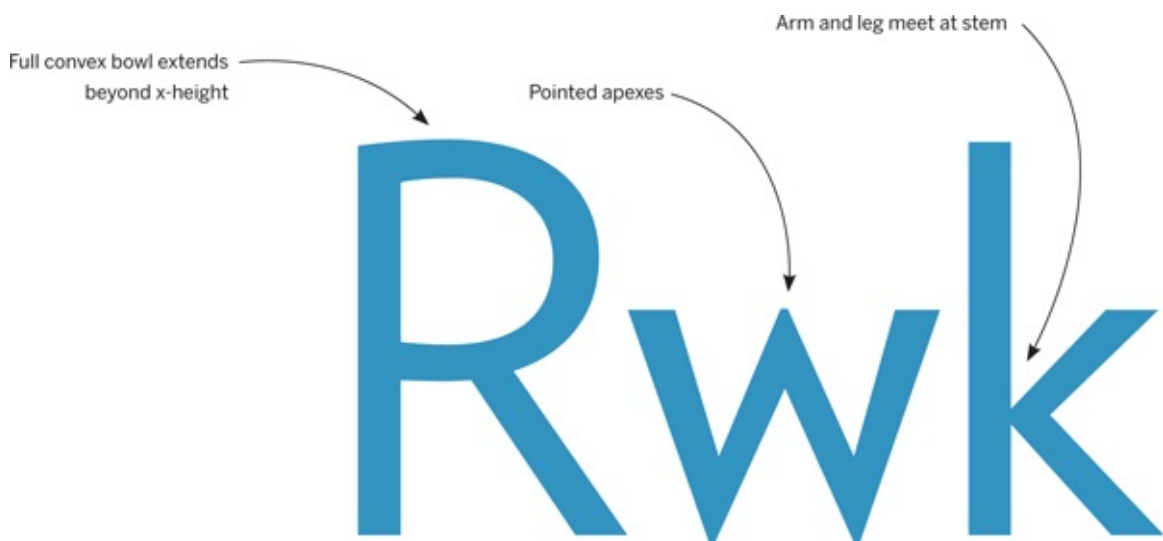 Arm and leg meet at stem
Full convex bowl extends
beyond x-height
Pointed apexes
Rwk